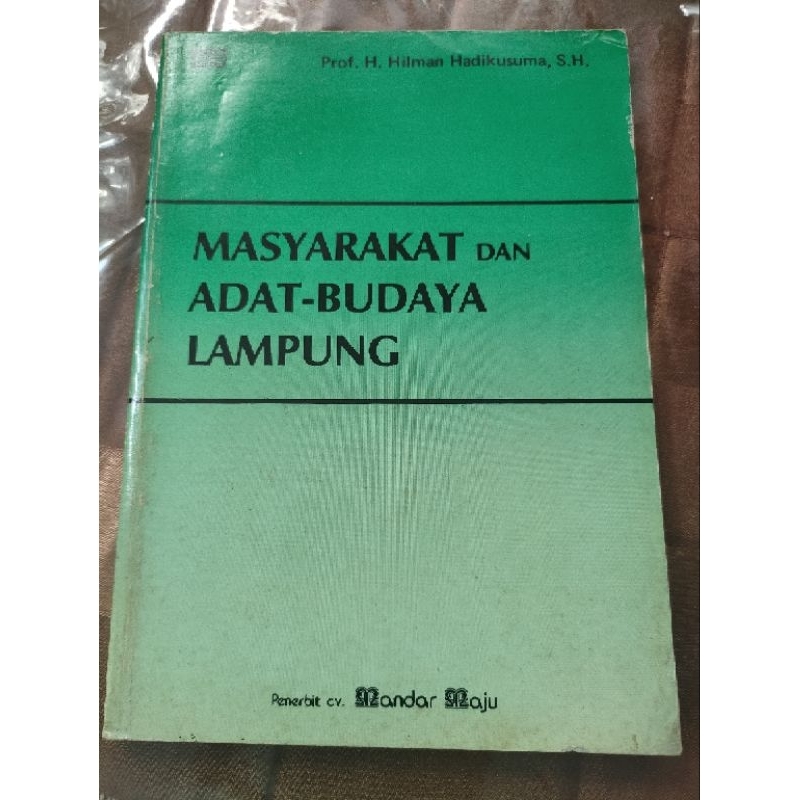 Prof. H. Hilman Hadikusuma, S.H.
MASYARAKAT DAN
ADAT-BUDAYA
LAMPUNG
Penerbit cv. Mandar Maju